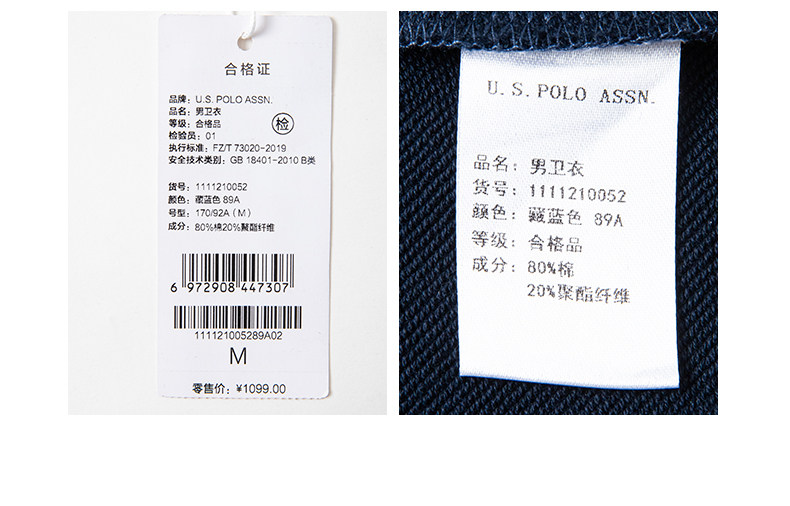 合格证
品牌: U.S. POLO ASSN.
品名: 男卫衣
等级: 合格品
检
检验员: 01
执行标准: FZ/T 73020-2019
安全技术类别: GB 18401-2010 B类
货号: 1111210052
颜色: 藏蓝色 89A
号型: 170/92A(M)
成分: 80%棉20%聚酯纤维
6 972908 447307
111121005289A02
M
零售价: ¥1099.00
U.S.POLO ASSN.
品名: 男卫衣
货号: 1111210052
颜色: 藏蓝色 89A
等级: 合格品
成分: 80%棉
20%聚酯纤维